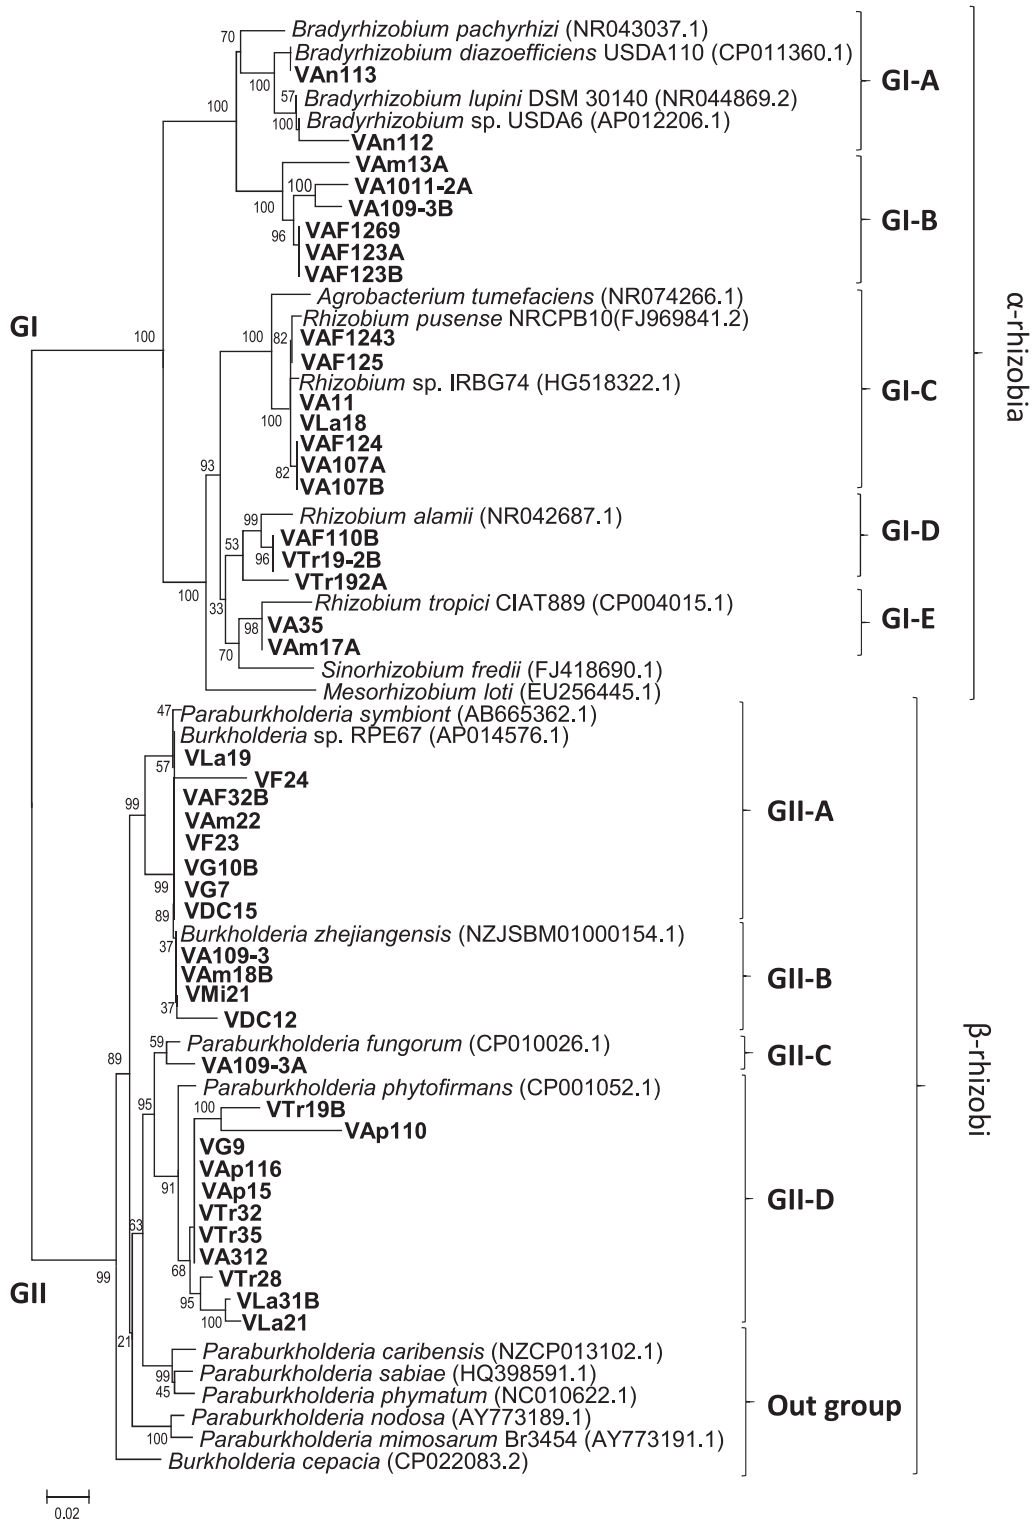 70
Bradyrhizobium pachyrhizi (NR043037.1)
Bradyrhizobium diazoefficiens USDA110 (CP011360.1)
VAn113
100
57
Bradyrhizobium lupini DSM 30140 (NR044869.2)
GI-A
100
100
Bradyrhizobium sp. USDA6 (AP012206.1)
VAn112
VAm13A
100
VA1011-2A
100
VA109-3B
GI-B
96
VAF1269
VAF123A
VAF123B
Agrobacterium tumefaciens (NR074266.1)
GI
100
100
82
Rhizobium pusense NRCPB10(FJ969841.2)
VAF1243
VAF125
α-rhizobia
Rhizobium sp. IRBG74 (HG518322.1)
GI-C
VA11
100
VLa18
VAF124
93
82
VA107A
VA107B
99
Rhizobium alamii (NR042687.1)
GI-D
53
VAF110B
96
VTr19-2B
100
VTr192A
33
Rhizobium tropici CIAT889 (CP004015.1)
98
VA35
GI-E
70
VAm17A
Sinorhizobium fredii (FJ418690.1)
Mesorhizobium loti (EU256445.1)
47
Paraburkholderia symbiont (AB665362.1)
Burkholderia sp. RPE67 (AP014576.1)
57
VLa19
VF24
99
VAF32B
GII-A
VAm22
VF23
VG10B
99
VG7
89
VDC15
37
Burkholderia zhejiangensis (NZJSBM01000154.1)
VA109-3
VAm18B
GII-B
VMi21
37
VDC12
59
Paraburkholderia fungorum (CP010026.1)
GII-C
89
VA109-3A
β-rhizobi
95
Paraburkholderia phytofirmans (CP001052.1)
100
VTr19B
VAp110
VG9
VAp116
91
VAp15
GII-D
VTr32
63
VTr35
VA312
68
GII
99
VTr28
95
VLa31B
100
VLa21
21
Paraburkholderia caribensis (NZCP013102.1)
99
Paraburkholderia sabiae (HQ398591.1)
45
Paraburkholderia phymatum (NC010622.1)
Out group
Paraburkholderia nodosa (AY773189.1)
100
Paraburkholderia mimosarum Br3454 (AY773191.1)
Burkholderia cepacia (CP022083.2)
0.02